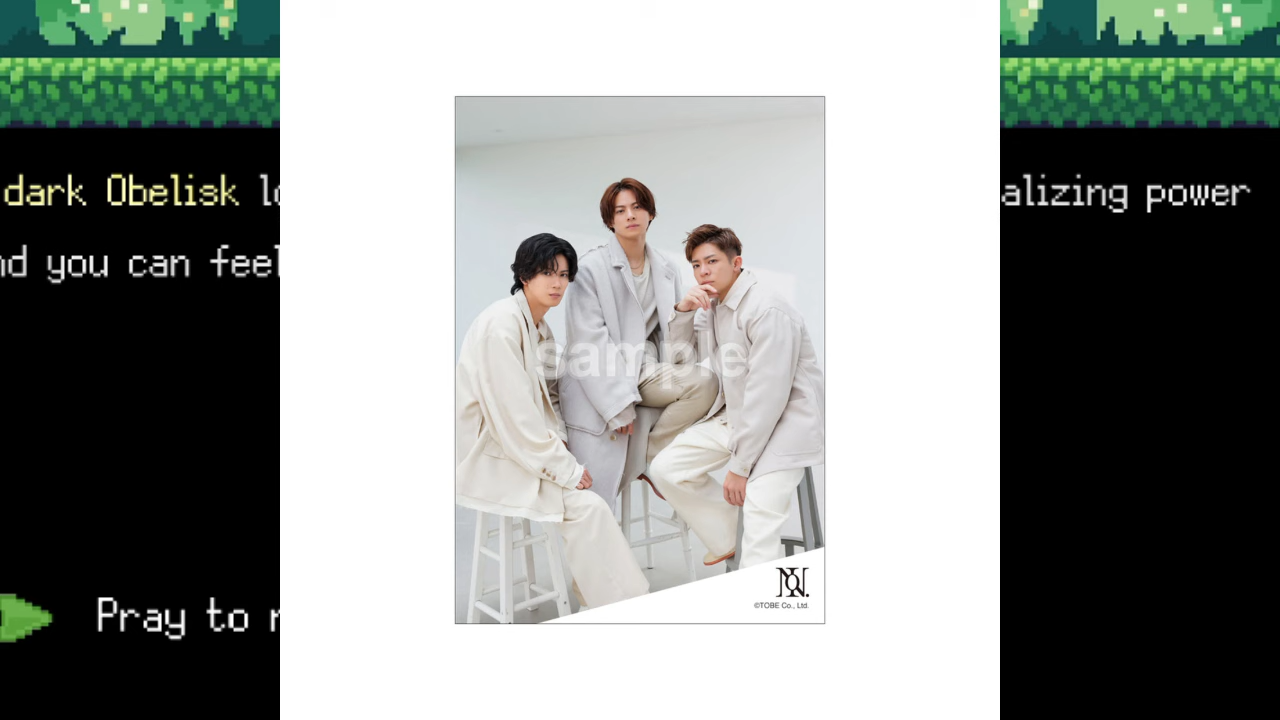 dark Obelisk lo
alizing power
nd you can feel
sample
Pray to r
©TOBE Co., Ltd.